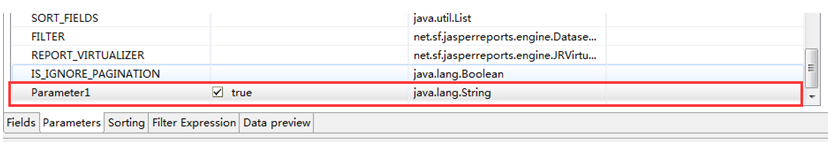 SORT_FIELDS java.util.List
FILTER net.sf.jasperreports.engine.Datase...
REPORT_VIRTUALIZER net.sf.jasperreports.engine.JRVirtu...
IS_IGNORE_PAGINATION java.lang.Boolean
Parameter1 true java.lang.String
Fields Parameters Sorting Filter Expression Data preview